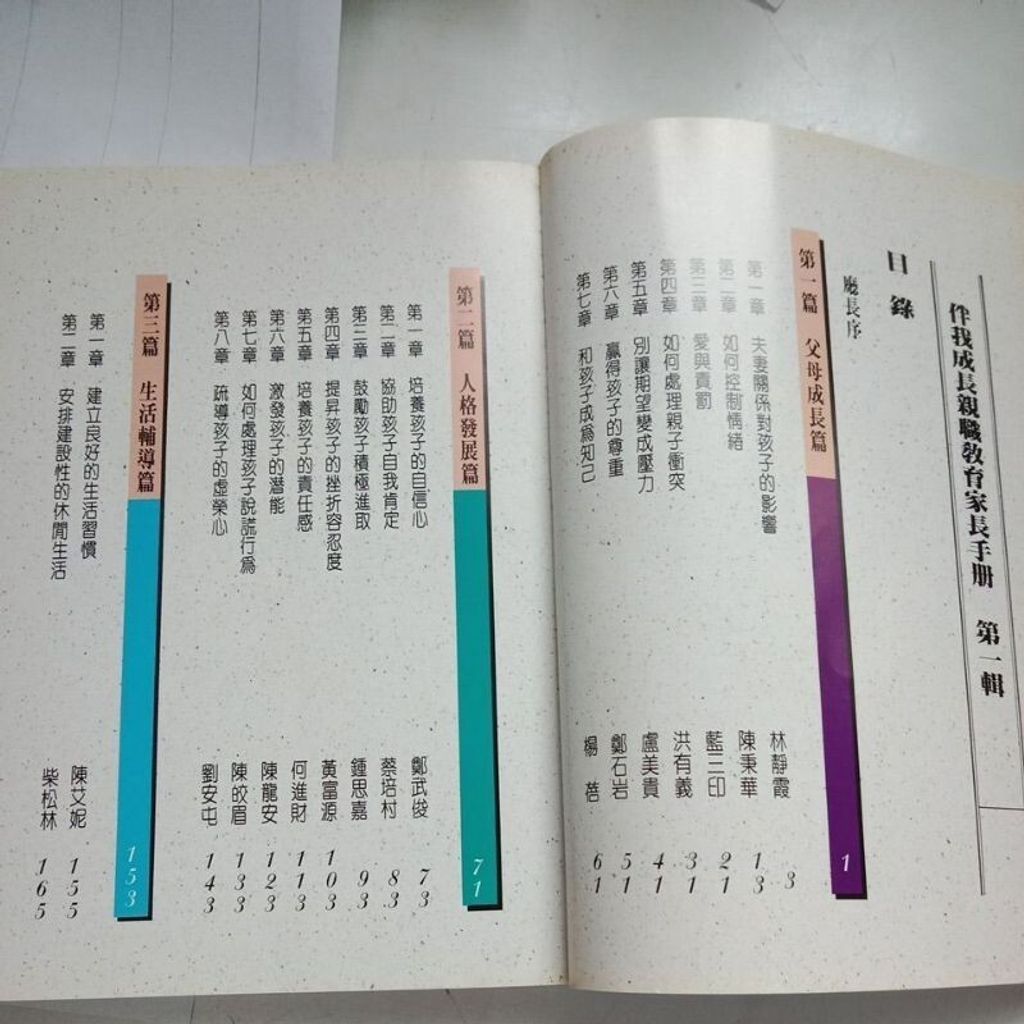 伴我成長親職教育家長手册　第一輯
目錄
廳長序
第一篇　父母成長篇　1
第一章　夫妻關係對孩子的影響　林靜霞　3
第二章　如何控制情緒　陳秉華　13
第三章　愛與責罰　藍三印　21
第四章　如何處理親子衝突　洪有義　31
第五章　別讓期望變成壓力　盧美貴　41
第六章　贏得孩子的尊重　鄭石岩　51
第七章　和孩子成爲知己　楊蓓　61
第二篇　人格發展篇　71
第一章　培養孩子的自信心　鄭武俊　73
第二章　協助孩子自我肯定　蔡培村　83
第三章　鼓勵孩子積極進取　鍾思嘉　93
第四章　提昇孩子的挫折容忍度　黃富源　103
第五章　培養孩子的責任感　何進財　113
第六章　激發孩子的潛能　陳龍安　123
第七章　如何處理孩子說謊行爲　陳皎眉　133
第八章　疏導孩子的虛榮心　劉安屯　143
第三篇　生活輔導篇　153
第一章　建立良好的生活習慣　陳艾妮　155
第二章　安排建設性的休閒生活　柴松林　165